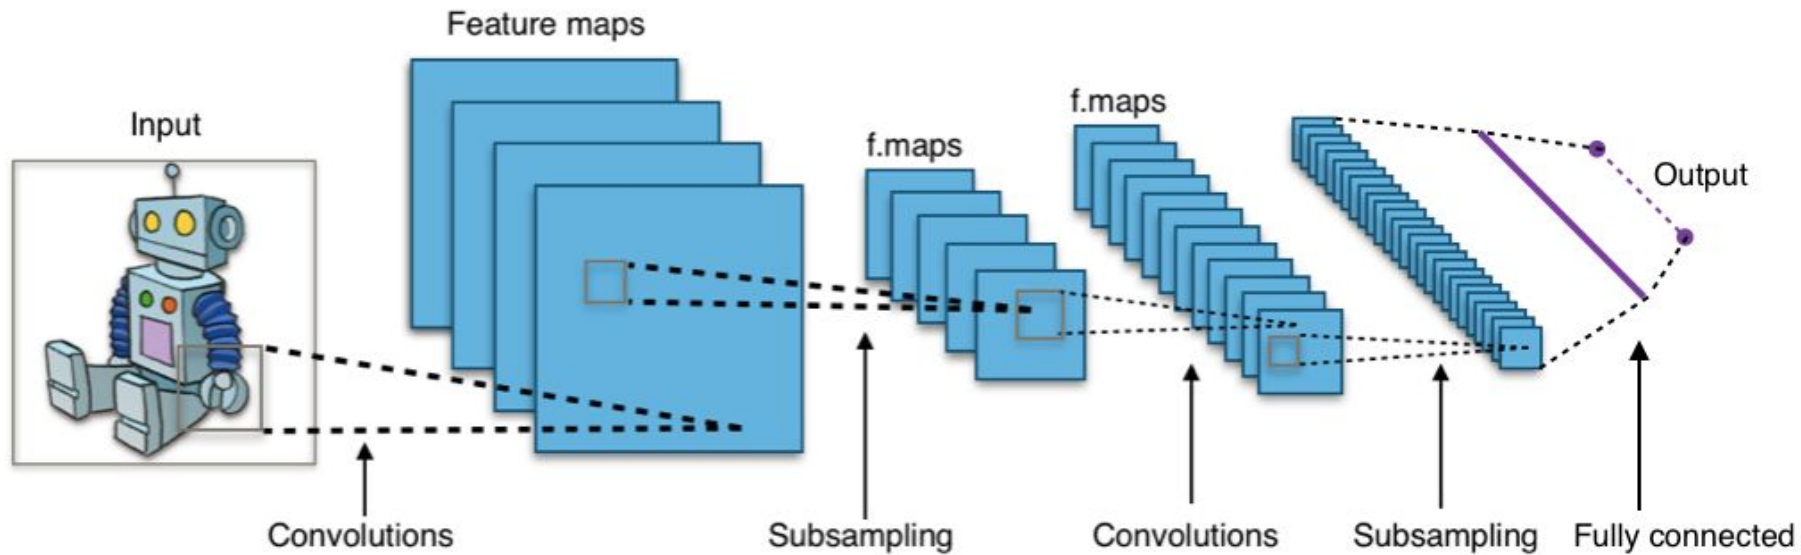 Feature maps
Input
f.maps
f.maps
Output
Convolutions
Subsampling
Convolutions
Subsampling
Fully connected